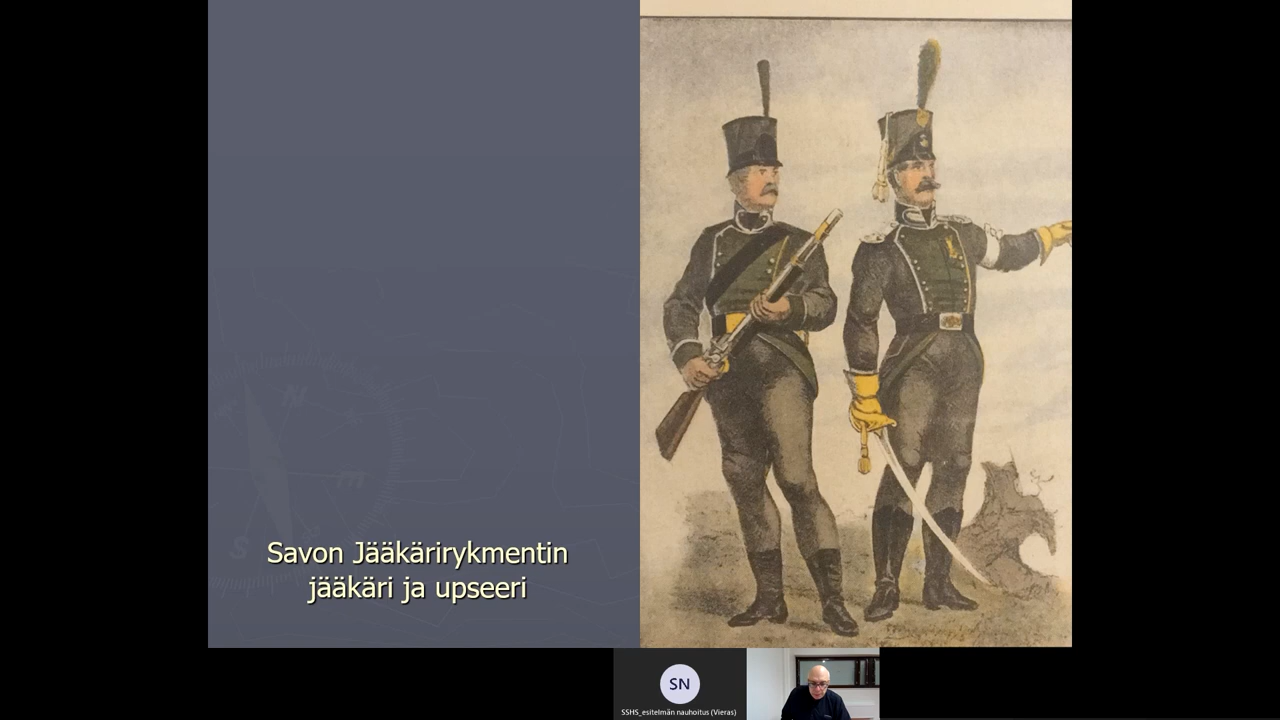 Savon Jääkärirykmentin
jääkäri ja upseeri
SN
SSHS_esitelmän nauhoitus (Vieras)